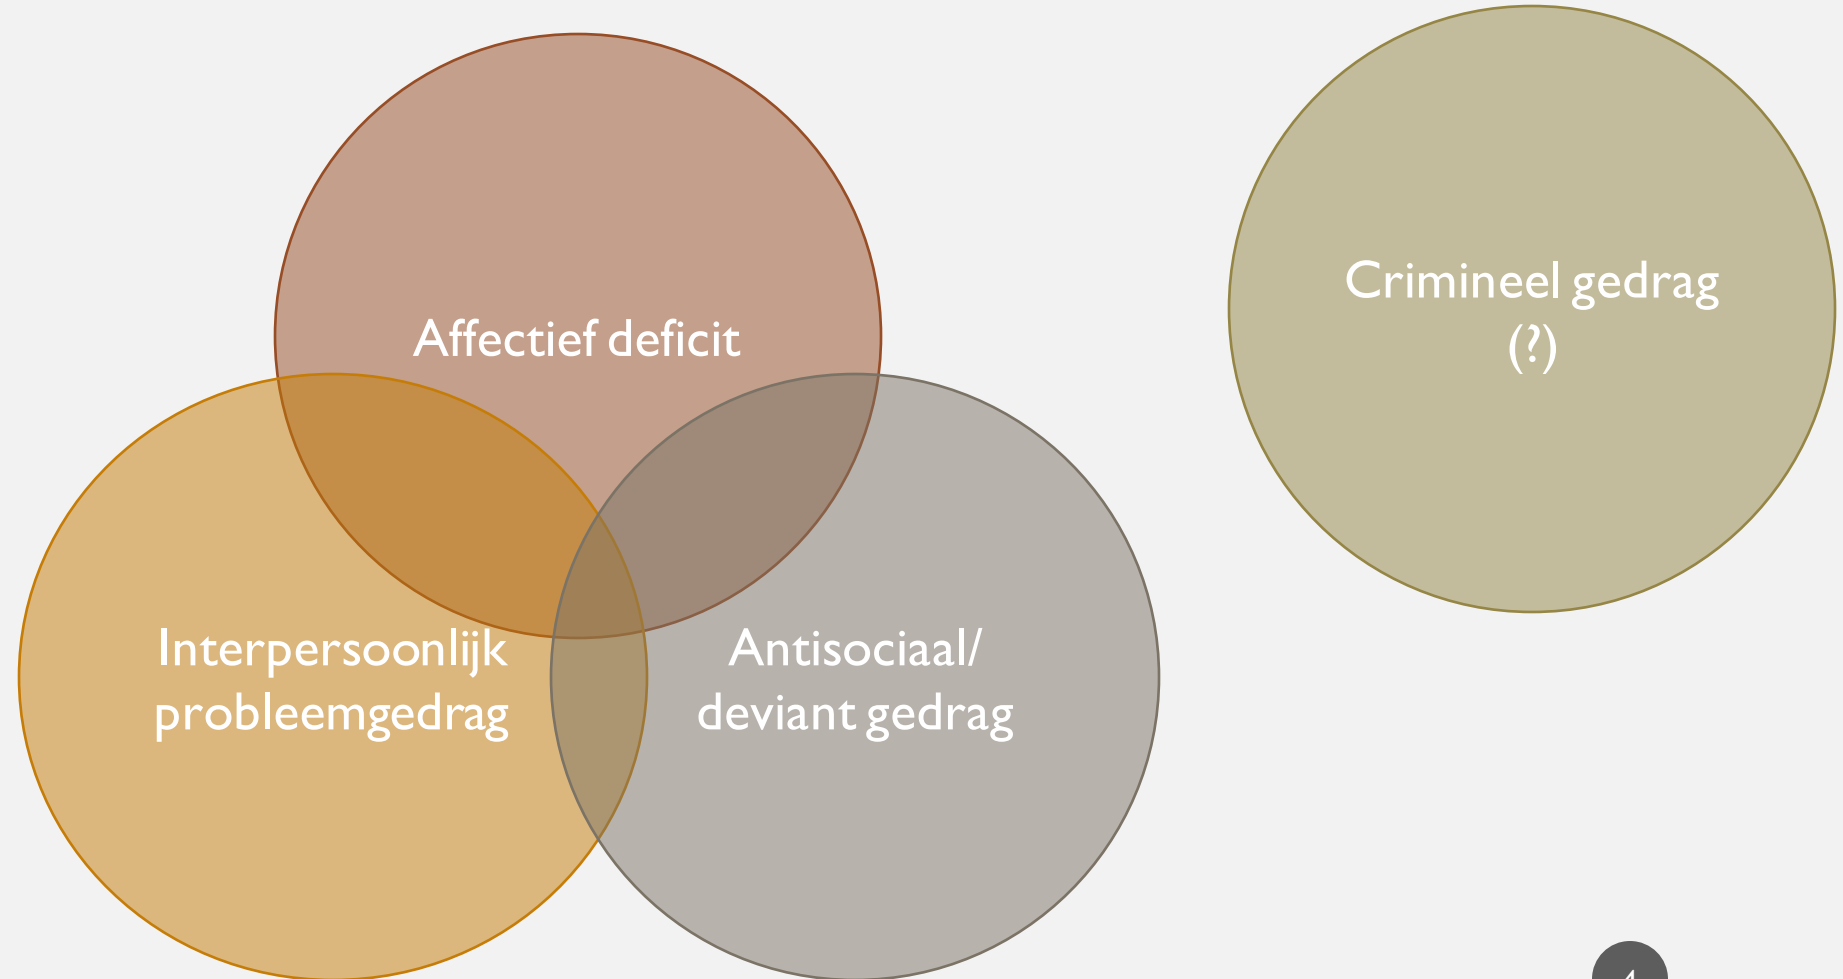 Affectief deficit
Crimineel gedrag
(?)
Interpersoonlijk
probleemgedrag
Antisociaal/
deviant gedrag